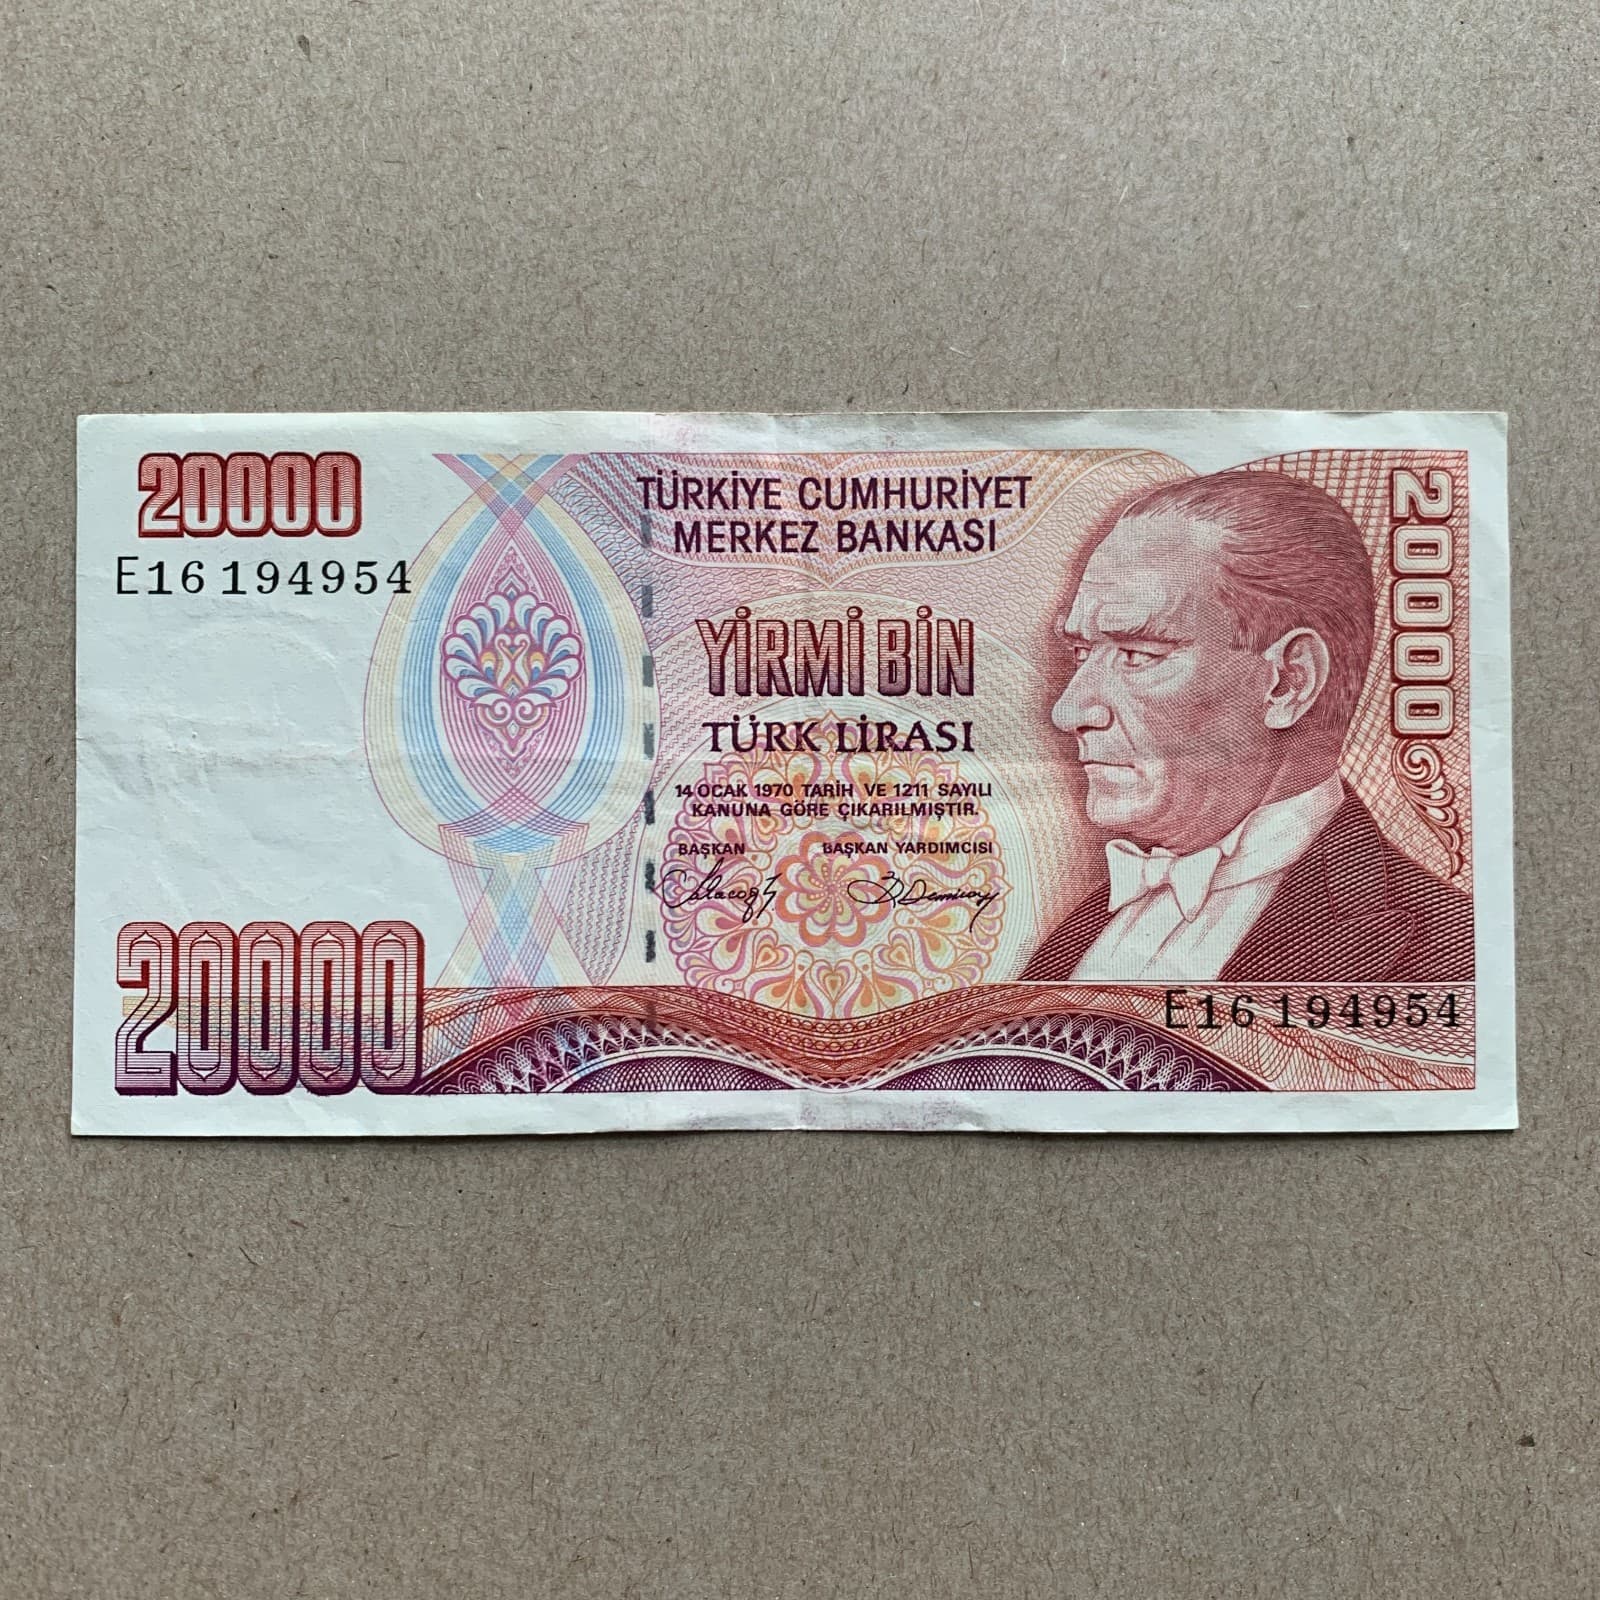 20000
E16 194954
TÜRKİYE CUMHURİYET
MERKEZ BANKASI
YİRMİ BİN
TÜRK LİRASI
14 OCAK 1970 TARİH VE 1211 SAYILI
KANUNA GÖRE ÇIKARILMIŞTIR.
BAŞKAN BAŞKAN YARDIMCISI
20000
20000
E16 194954